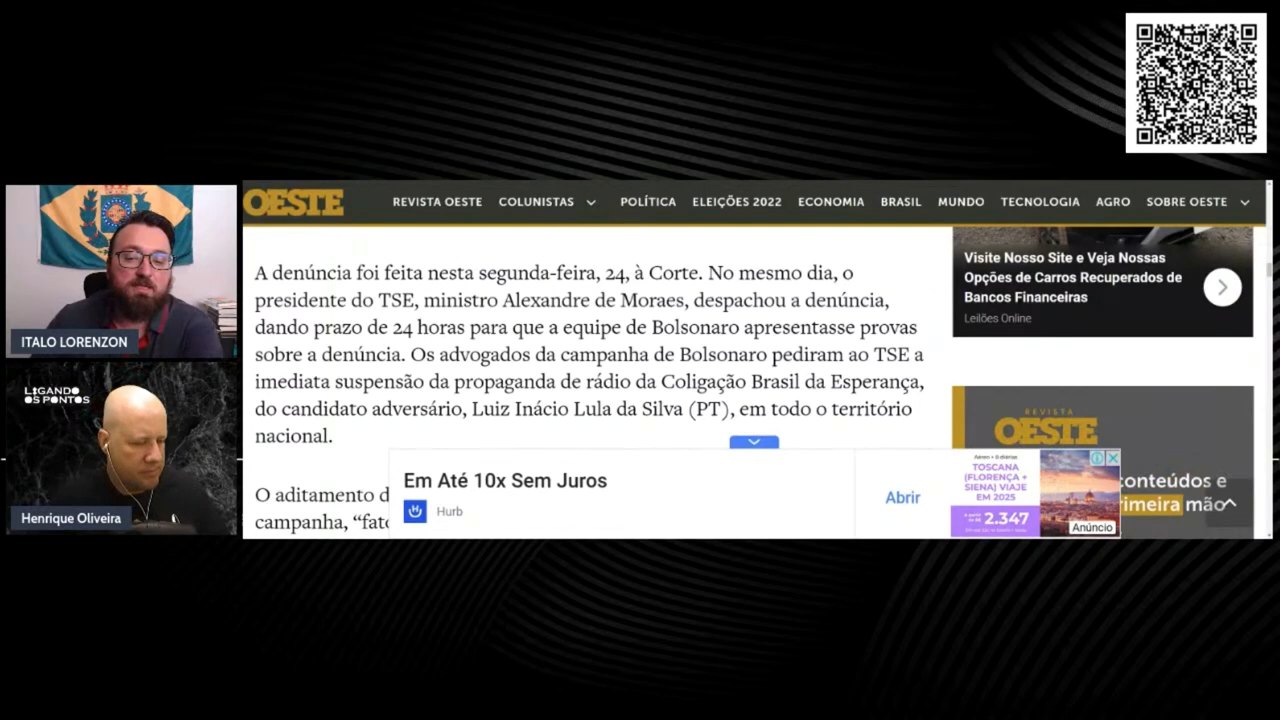 OESTE
REVISTA OESTE COLUNISTAS POLÍTICA ELEIÇÕES 2022 ECONOMIA BRASIL MUNDO TECNOLOGIA AGRO SOBRE OESTE
ITALO LORENZON
LIGANDO
OS PONTOS
Henrique Oliveira
A denúncia foi feita nesta segunda-feira, 24, à Corte. No mesmo dia, o
presidente do TSE, ministro Alexandre de Moraes, despachou a denúncia,
dando prazo de 24 horas para que a equipe de Bolsonaro apresentasse provas
sobre a denúncia. Os advogados da campanha de Bolsonaro pediram ao TSE a
imediata suspensão da propaganda de rádio da Coligação Brasil da Esperança,
do candidato adversário, Luiz Inácio Lula da Silva (PT), em todo o território
nacional.
O aditamento d
campanha, “fato
Visite Nosso Site e Veja Nossas
Opções de Carros Recuperados de
Bancos Financeiras
Leilões Online
REVISTA
OESTE
conteúdos e
rimeira mão
Em Até 10x Sem Juros
Hurb
Abrir
Aéreo + 8 diárias
TOSCANA
(FLORENÇA +
SIENA) VIAJE
EM 2025
2.347
Anúncio